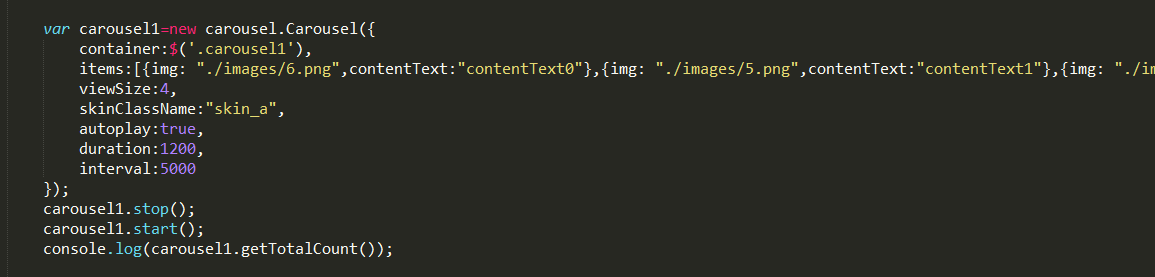 var carousel1=new carousel.Carousel({
container:$('.carousel1'),
items:[{img: "./images/6.png",contentText:"contentText0"},{img: "./images/5.png",contentText:"contentText1"},{img: "./i
viewSize:4,
skinClassName:"skin_a",
autoplay:true,
duration:1200,
interval:5000
});
carousel1.stop();
carousel1.start();
console.log(carousel1.getTotalCount());